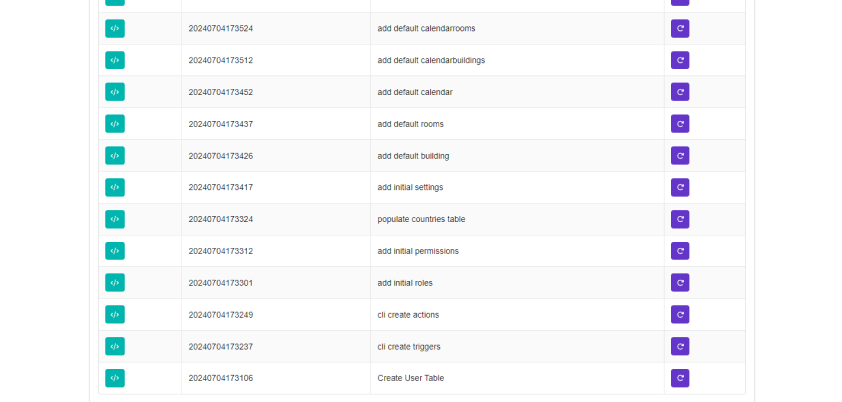 20240704173524 add default calendarrooms
20240704173512 add default calendarbuildings
20240704173452 add default calendar
20240704173437 add default rooms
20240704173426 add default building
20240704173417 add initial settings
20240704173324 populate countries table
20240704173312 add initial permissions
20240704173301 add initial roles
20240704173249 cli create actions
20240704173237 cli create triggers
20240704173106 Create User Table